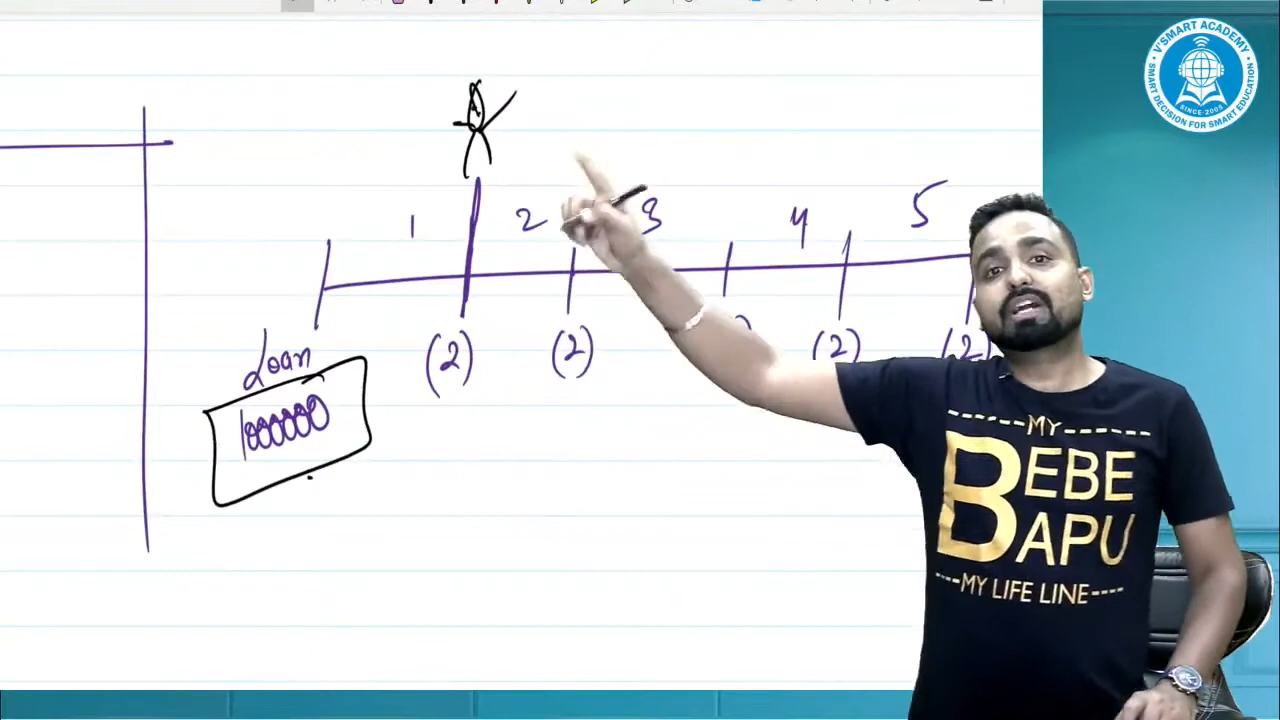 V'SMART ACADEMY
SMART DECISION FOR SMART EDUCATION
SINCE-2005
1 2 3 4 5
(2) (2) (2) (2)
Loan
1000000
MY
BEBE
BAPU
MY LIFE LINE